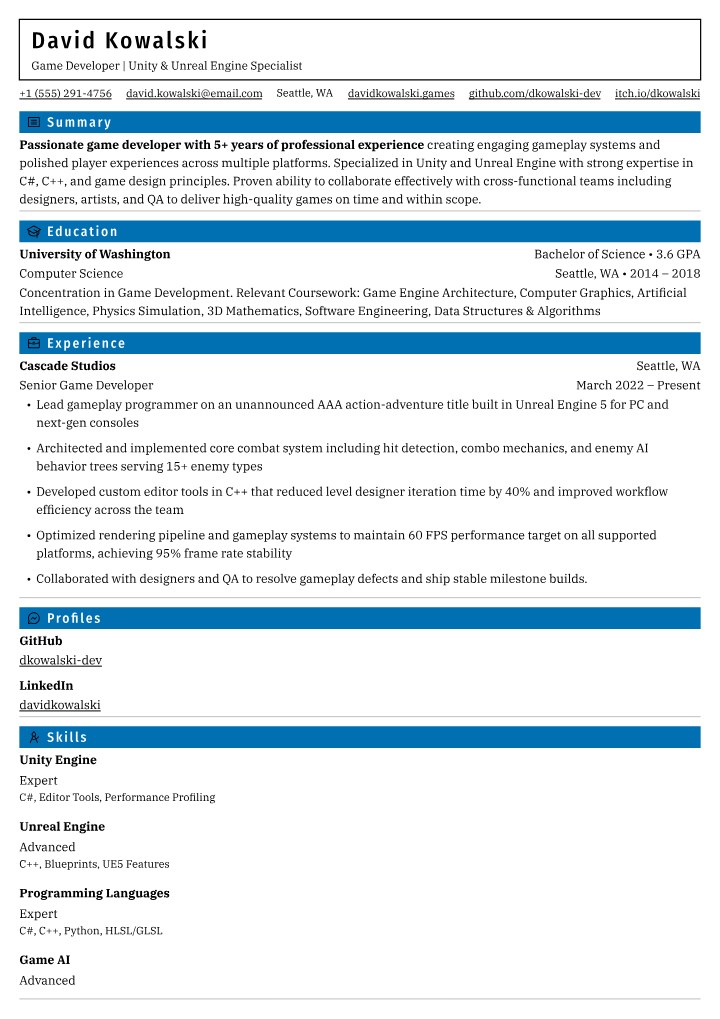 David Kowalski
Game Developer | Unity & Unreal Engine Specialist
+1 (555) 291-4756 david.kowalski@email.com Seattle, WA davidkowalski.games github.com/dkowalski-dev itch.io/dkowalski
Summary
Passionate game developer with 5+ years of professional experience creating engaging gameplay systems and
polished player experiences across multiple platforms. Specialized in Unity and Unreal Engine with strong expertise in
C#, C++, and game design principles. Proven ability to collaborate effectively with cross-functional teams including
designers, artists, and QA to deliver high-quality games on time and within scope.
Education
University of Washington Bachelor of Science • 3.6 GPA
Computer Science Seattle, WA • 2014 – 2018
Concentration in Game Development. Relevant Coursework: Game Engine Architecture, Computer Graphics, Artificial
Intelligence, Physics Simulation, 3D Mathematics, Software Engineering, Data Structures & Algorithms
Experience
Cascade Studios Seattle, WA
Senior Game Developer March 2022 – Present
• Lead gameplay programmer on an unannounced AAA action-adventure title built in Unreal Engine 5 for PC and
next-gen consoles
• Architected and implemented core combat system including hit detection, combo mechanics, and enemy AI
behavior trees serving 15+ enemy types
• Developed custom editor tools in C++ that reduced level designer iteration time by 40% and improved workflow
efficiency across the team
• Optimized rendering pipeline and gameplay systems to maintain 60 FPS performance target on all supported
platforms, achieving 95% frame rate stability
• Collaborated with designers and QA to resolve gameplay defects and ship stable milestone builds.
Profiles
GitHub
dkowalski-dev
LinkedIn
davidkowalski
Skills
Unity Engine
Expert
C#, Editor Tools, Performance Profiling
Unreal Engine
Advanced
C++, Blueprints, UE5 Features
Programming Languages
Expert
C#, C++, Python, HLSL/GLSL
Game AI
Advanced